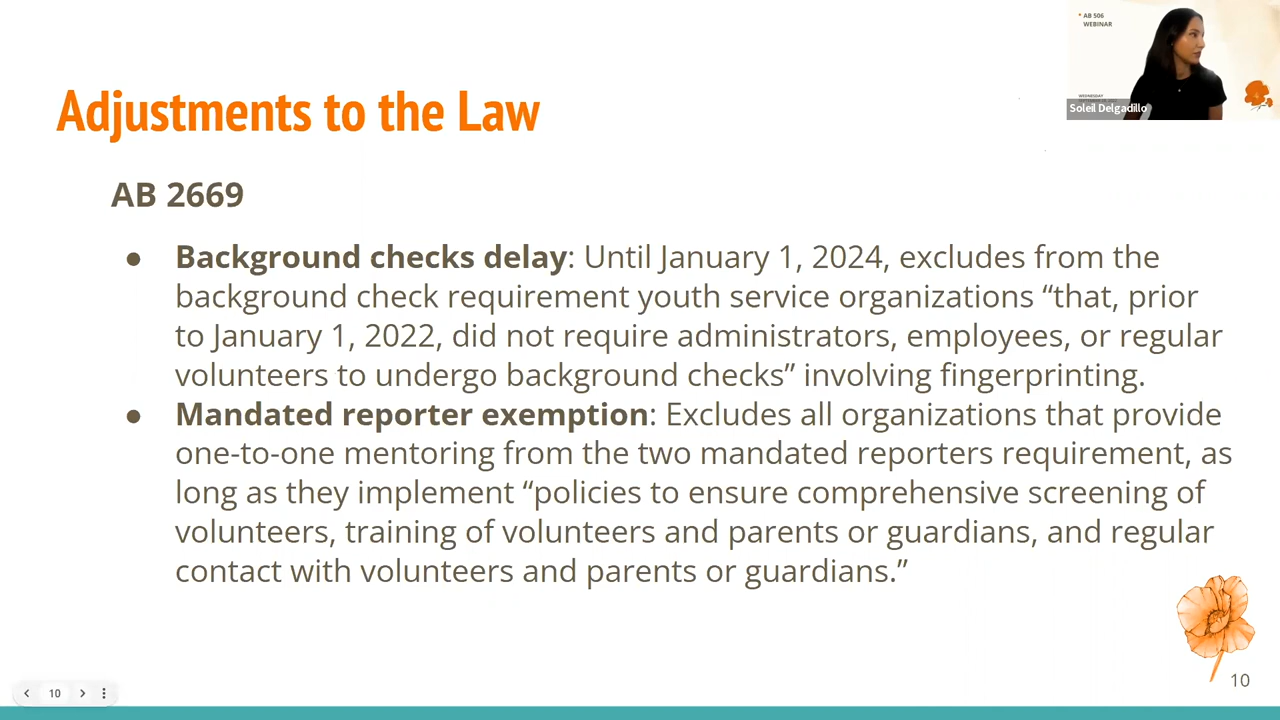 AB 506
WEBINAR
WEDNESDAY
Soleil Delgadillo
Adjustments to the Law
AB 2669
● Background checks delay: Until January 1, 2024, excludes from the
background check requirement youth service organizations “that, prior
to January 1, 2022, did not require administrators, employees, or regular
volunteers to undergo background checks” involving fingerprinting.
● Mandated reporter exemption: Excludes all organizations that provide
one-to-one mentoring from the two mandated reporters requirement, as
long as they implement “policies to ensure comprehensive screening of
volunteers, training of volunteers and parents or guardians, and regular
contact with volunteers and parents or guardians.”
10
10